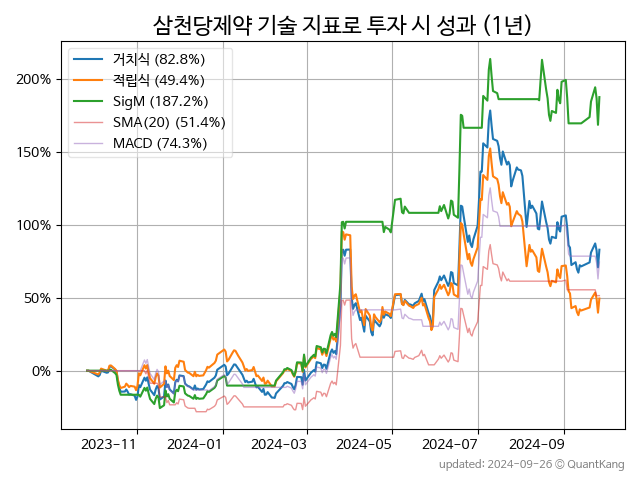 삼천당제약 기술 지표로 투자 시 성과 (1년)
거치식 (82.8%)
적립식 (49.4%)
SigM (187.2%)
SMA(20) (51.4%)
MACD (74.3%)
200%
150%
100%
50%
0%
2023-11 2024-01 2024-03 2024-05 2024-07 2024-09
updated: 2024-09-26 © QuantKang